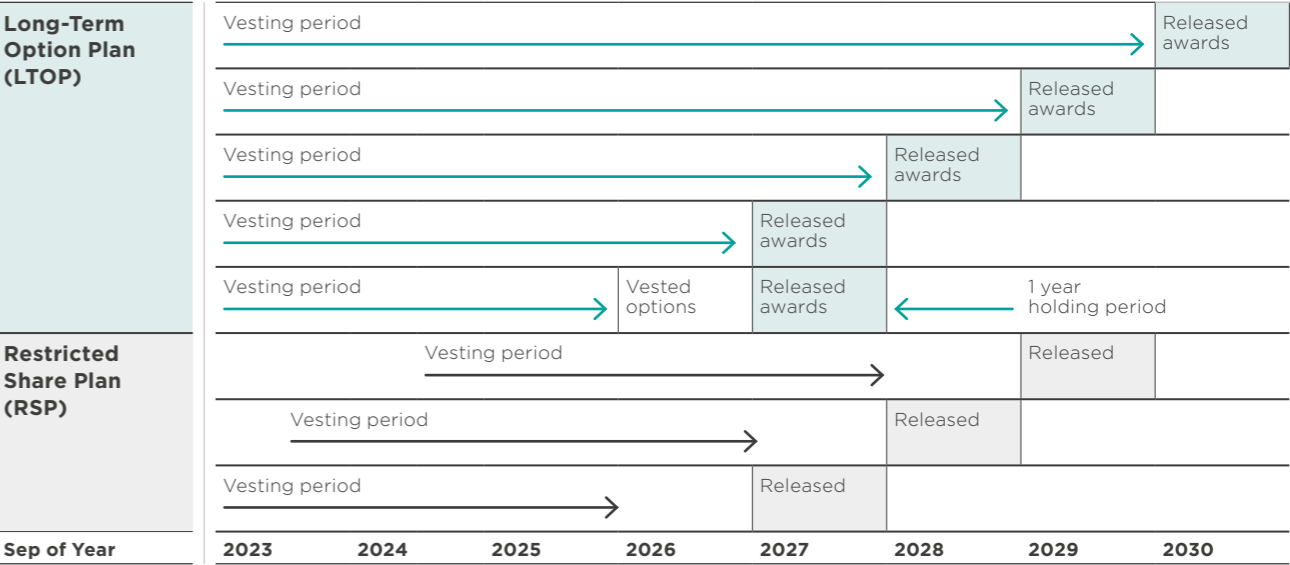 Long-Term
Option Plan
(LTOP)
Vesting period
Released
awards
Vesting period
Released
awards
Vesting period
Released
awards
Vesting period
Released
awards
Vesting period
Vested
options
Released
awards
1 year
holding period
Restricted
Share Plan
(RSP)
Vesting period
Released
Vesting period
Released
Vesting period
Released
Sep of Year 2023 2024 2025 2026 2027 2028 2029 2030